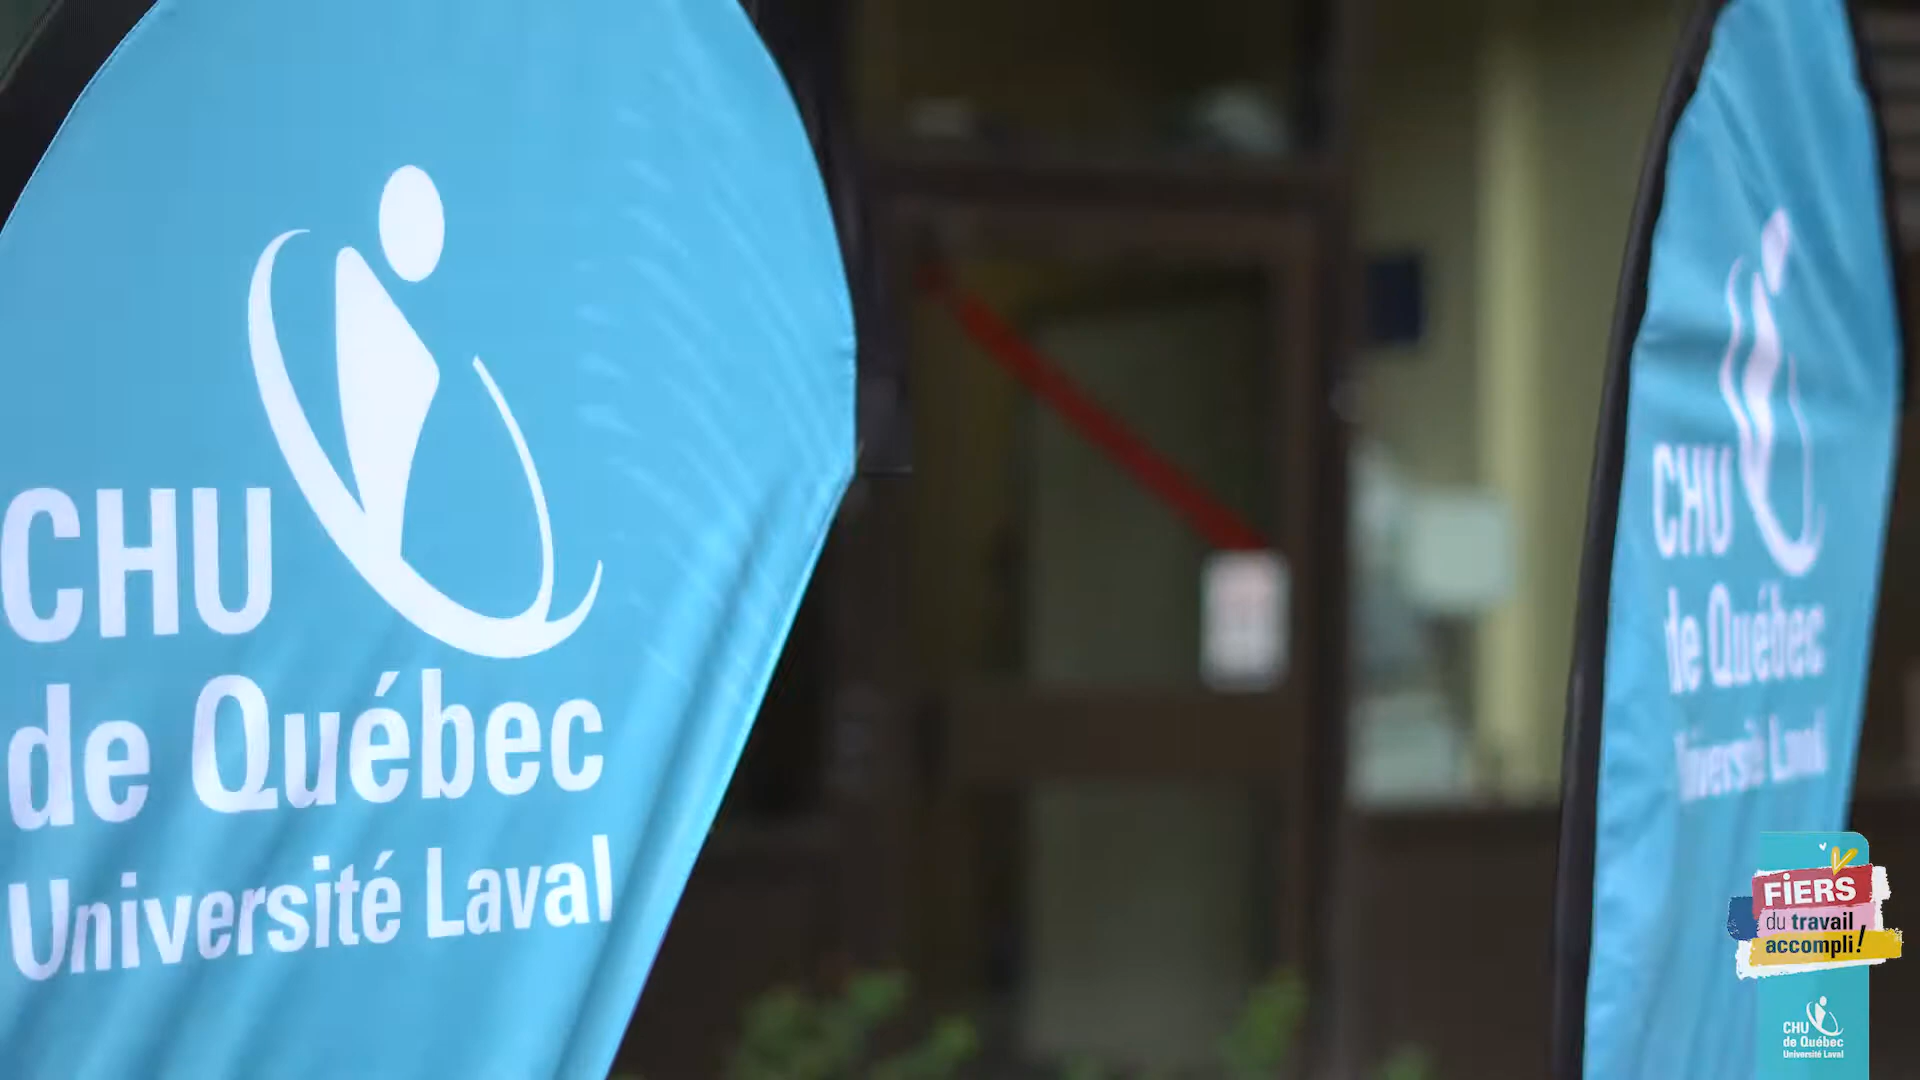 CHU
de Québec
Université Laval
CHU
de Québec
Université Laval
FiERS
du travail
accompli!
CHU
de Québec
Université Laval